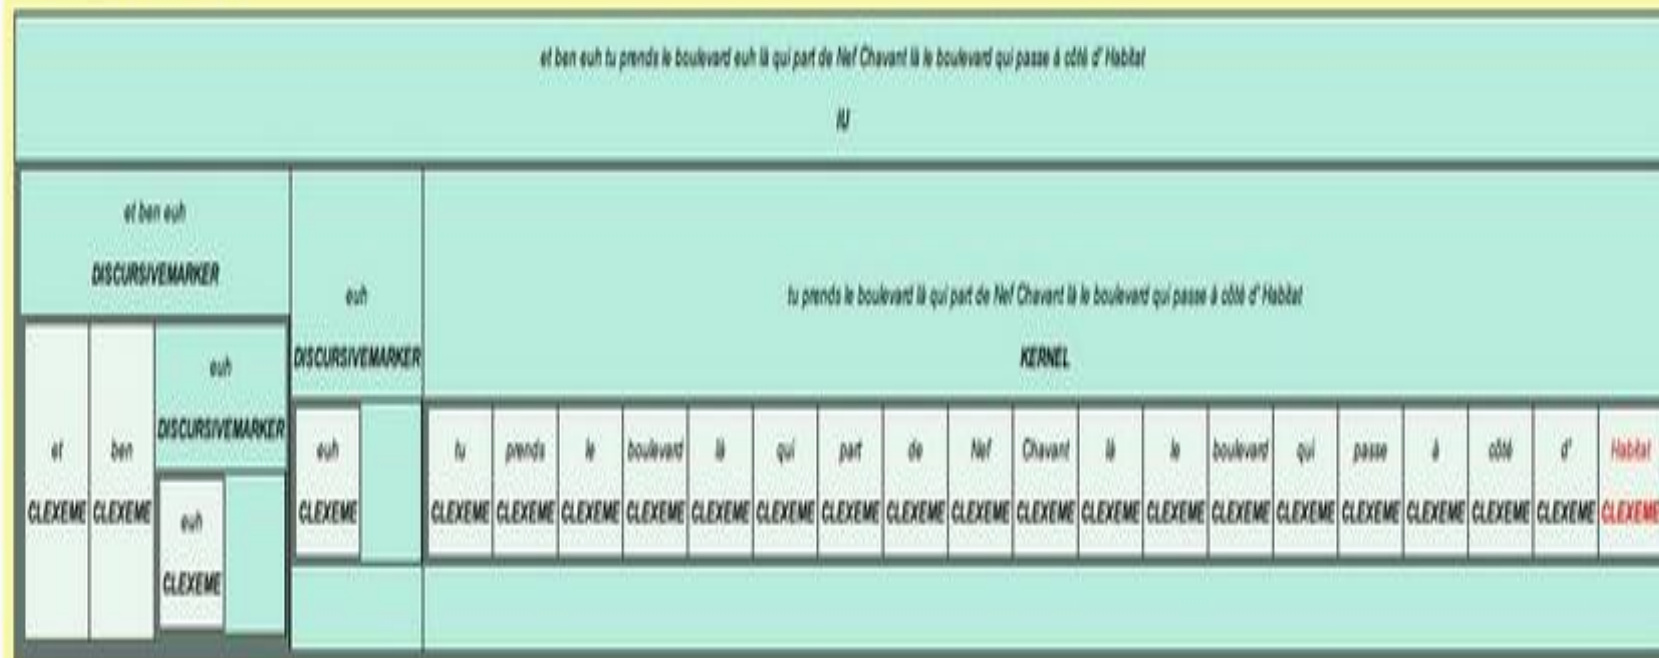 et ben euh tu prends le boulevard euh là qui part de Nef Chavant là le boulevard qui passe à côté d' Habitat
IU
et ben euh
DISCURSIVEMARKER
euh
DISCURSIVEMARKER
tu prends le boulevard là qui part de Nef Chavant là le boulevard qui passe à côté d' Habitat
KERNEL
euh
DISCURSIVEMARKER
et ben euh tu prends le boulevard là qui part de Nef Chavant là le boulevard qui passe à côté d' Habitat
CLEXEME CLEXEME CLEXEME CLEXEME CLEXEME CLEXEME CLEXEME CLEXEME CLEXEME CLEXEME CLEXEME CLEXEME CLEXEME CLEXEME CLEXEME CLEXEME CLEXEME CLEXEME CLEXEME CLEXEME CLEXEME CLEXEME
euh
CLEXEME